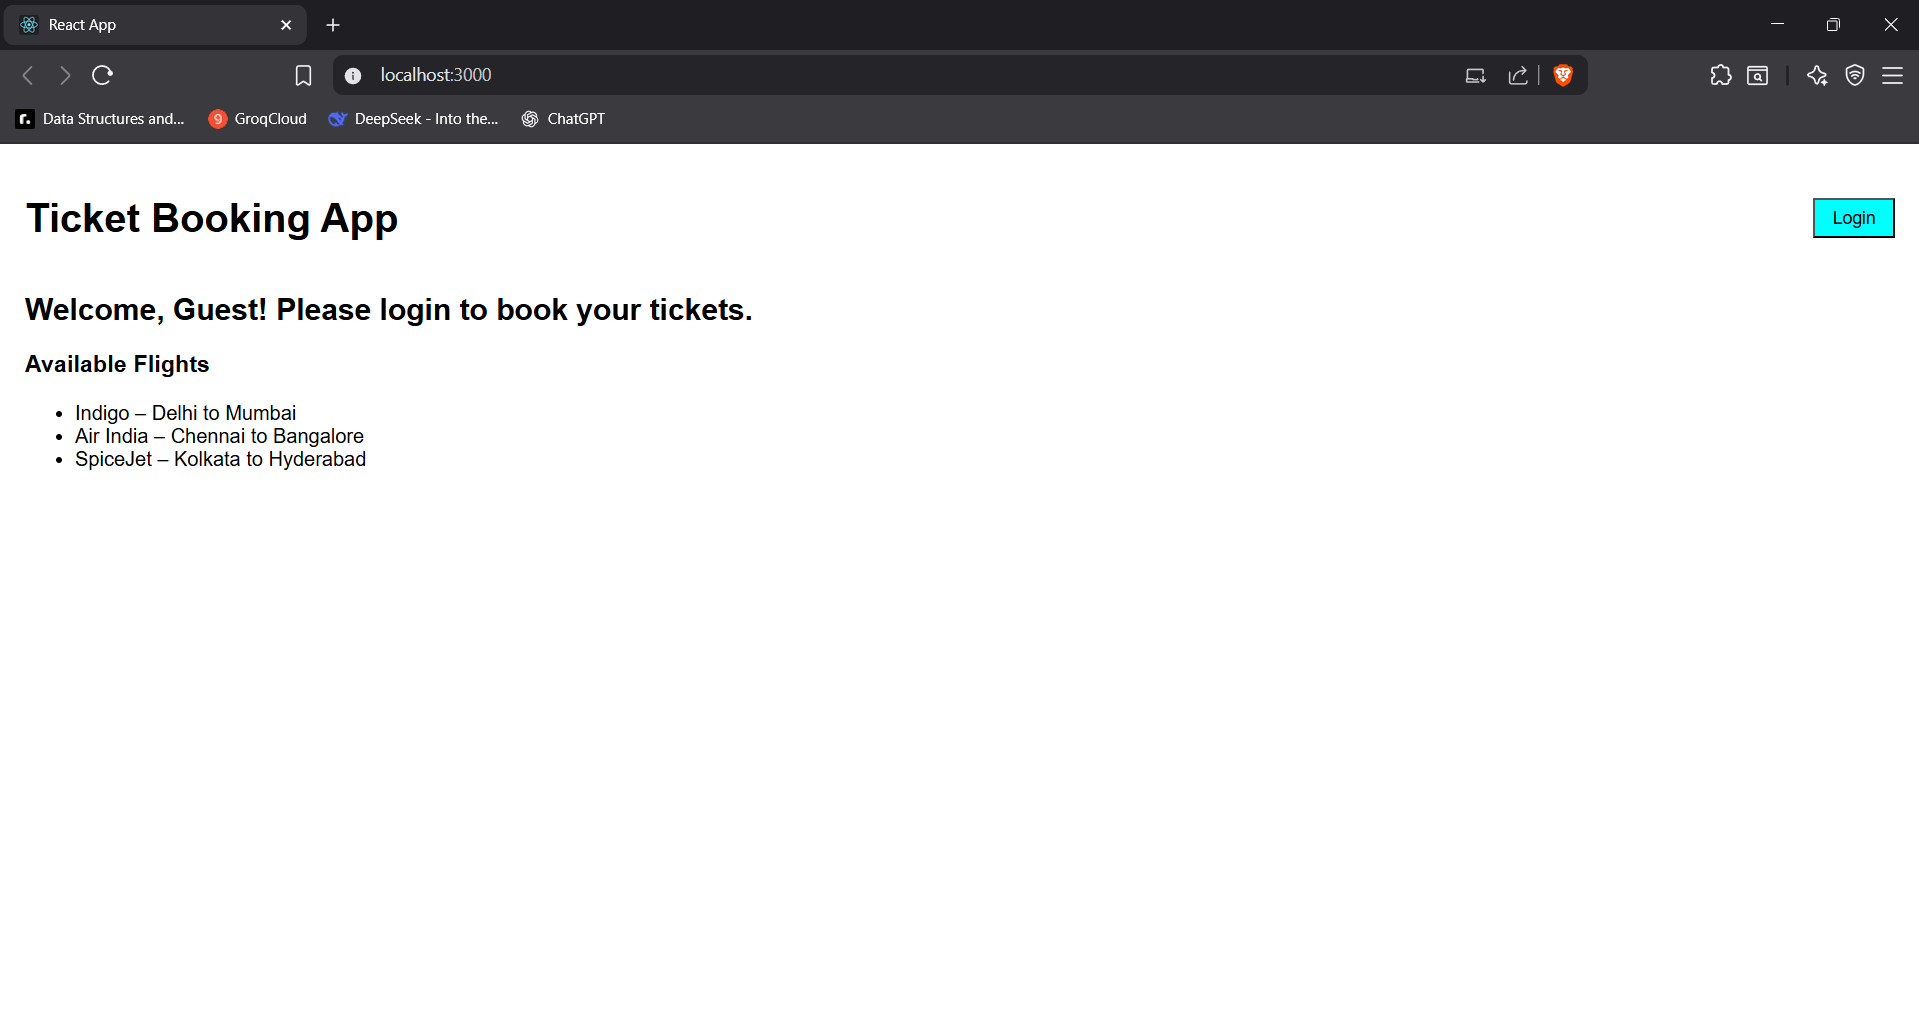 React App
localhost:3000
Data Structures and...
GroqCloud
DeepSeek - Into the...
ChatGPT
Ticket Booking App
Login
Welcome, Guest! Please login to book your tickets.
Available Flights
• Indigo – Delhi to Mumbai
• Air India – Chennai to Bangalore
• SpiceJet – Kolkata to Hyderabad